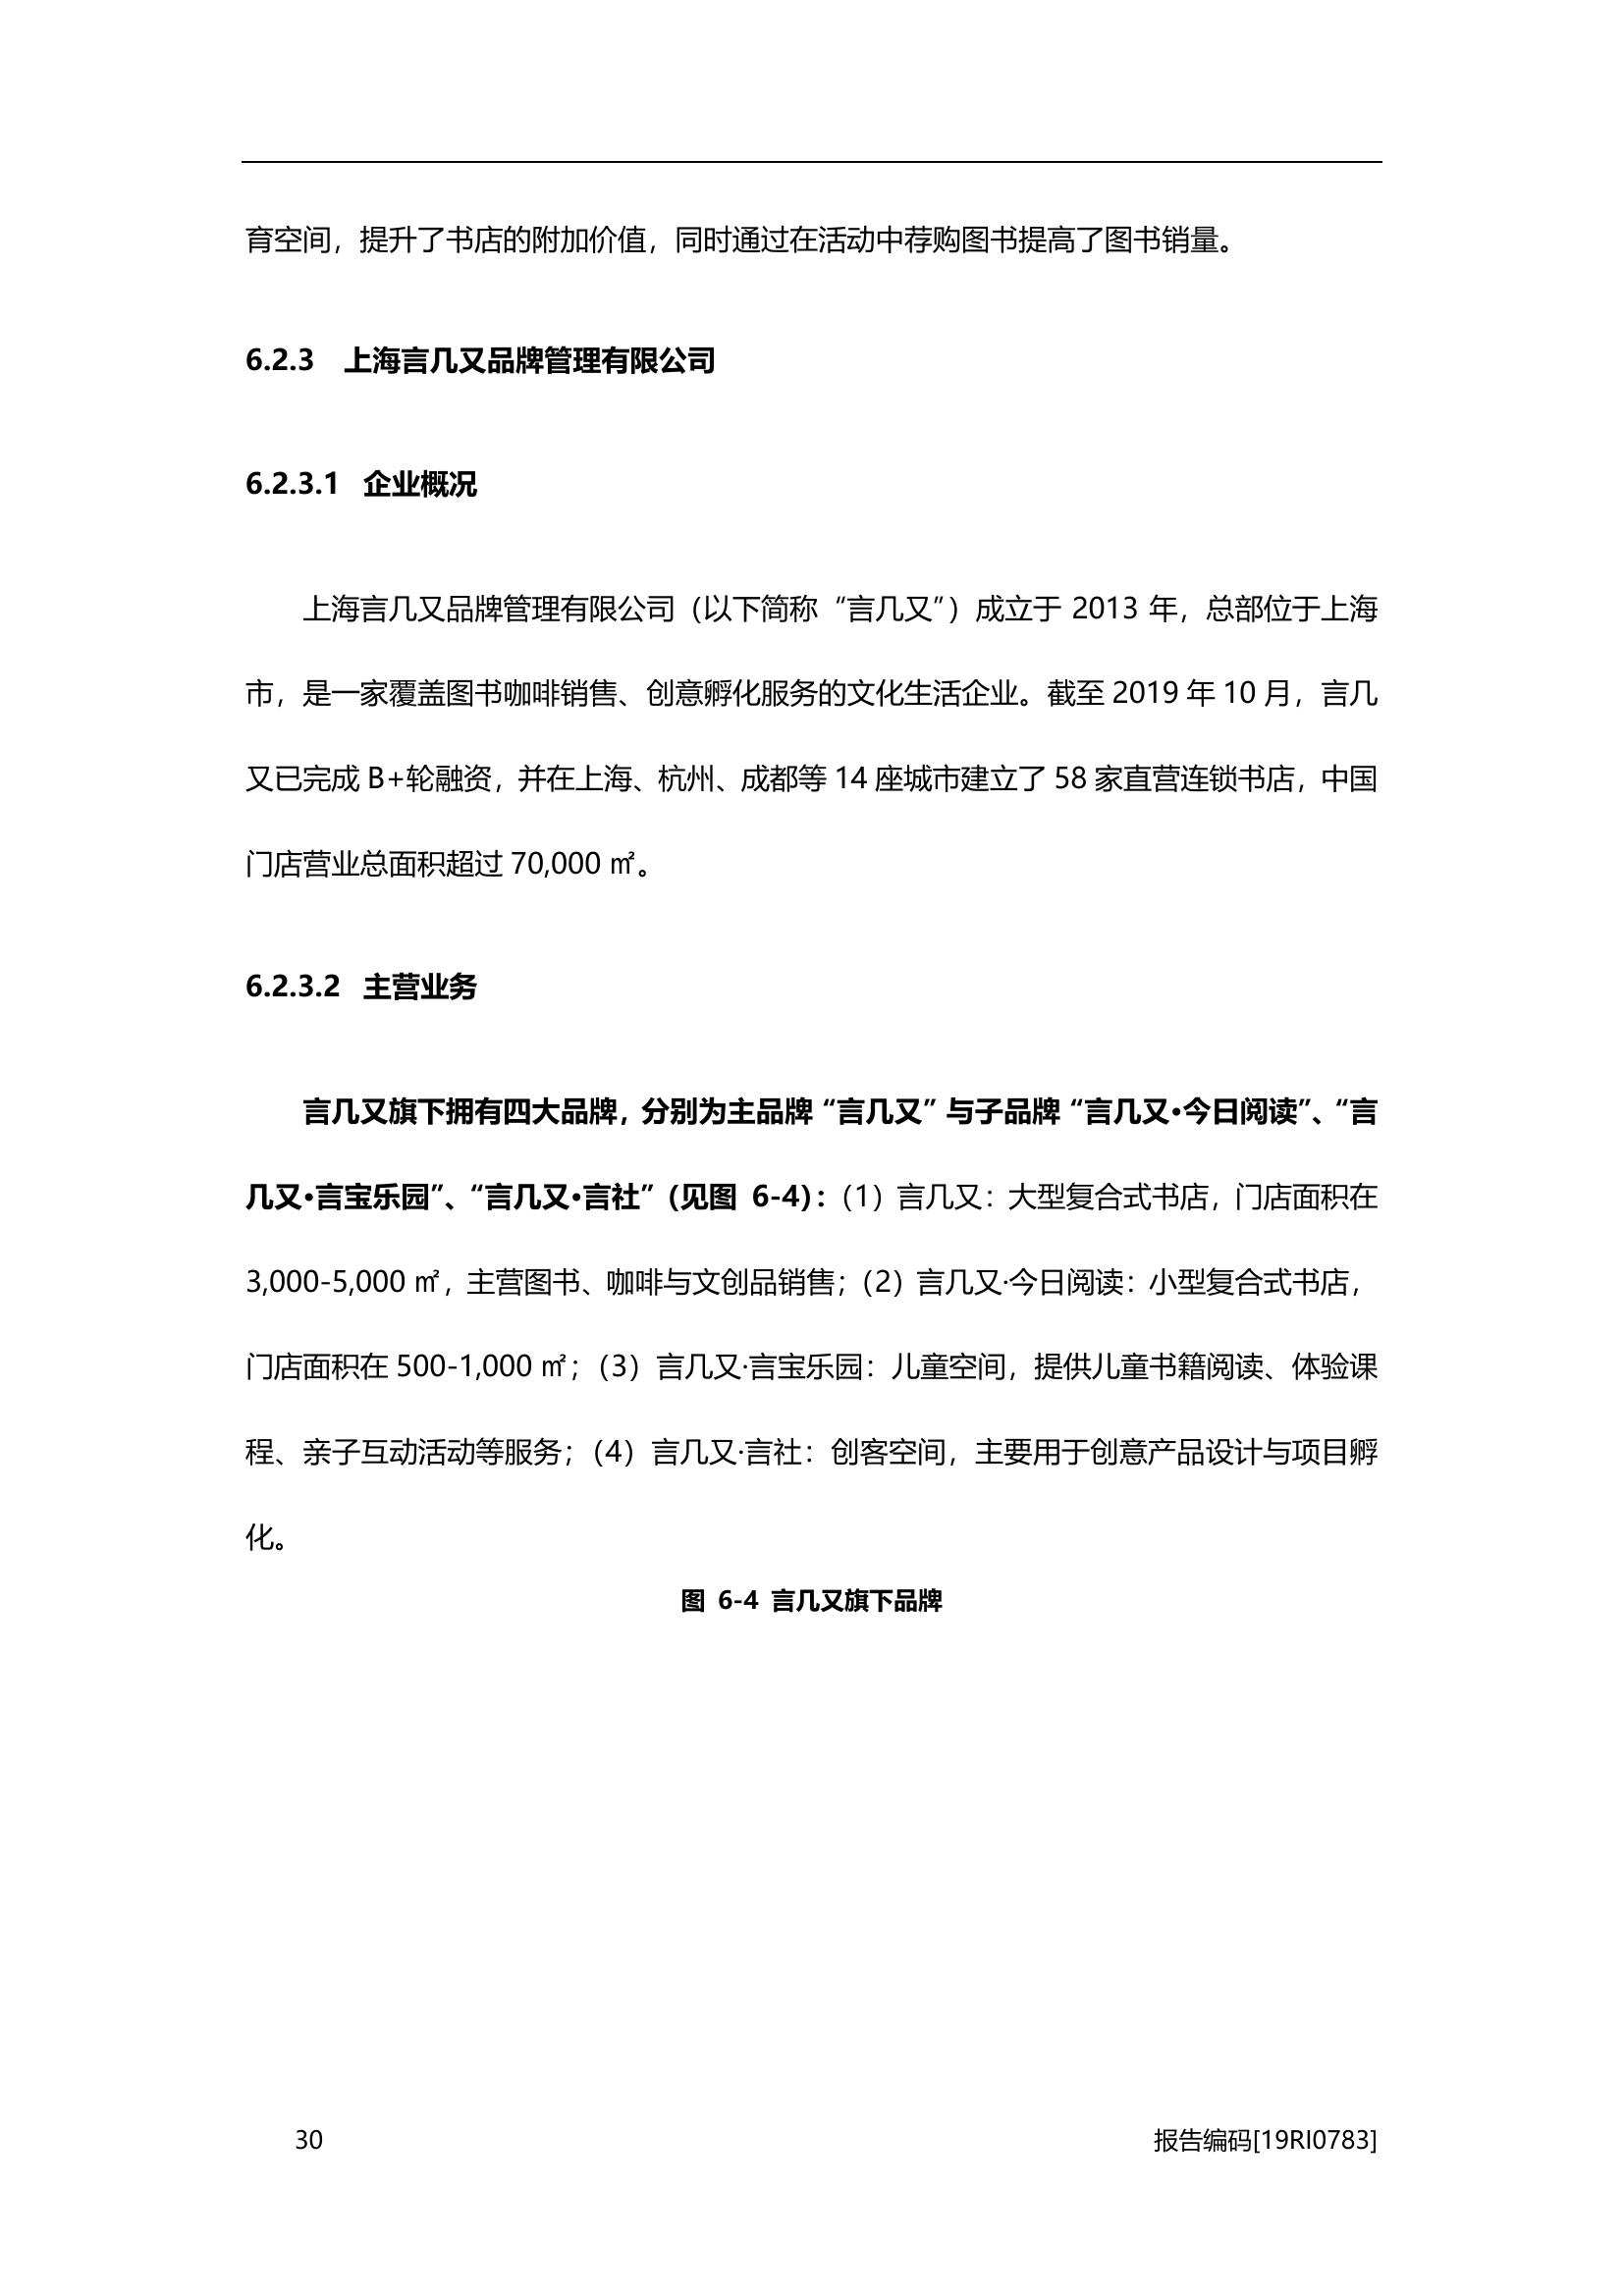 育空间，提升了书店的附加价值，同时通过在活动中荐购图书提高了图书销量。
6.2.3 上海言几又品牌管理有限公司
6.2.3.1 企业概况
上海言几又品牌管理有限公司（以下简称“言几又”）成立于 2013 年，总部位于上海
市，是一家覆盖图书咖啡销售、创意孵化服务的文化生活企业。截至 2019 年 10 月，言几
又已完成 B+轮融资，并在上海、杭州、成都等 14 座城市建立了 58 家直营连锁书店，中国
门店营业总面积超过 70,000 ㎡。
6.2.3.2 主营业务
言几又旗下拥有四大品牌，分别为主品牌“言几又”与子品牌“言几又·今日阅读”、“言
几又·言宝乐园”、“言几又·言社”（见图 6-4）：（1）言几又：大型复合式书店，门店面积在
3,000-5,000 ㎡，主营图书、咖啡与文创品销售；（2）言几又·今日阅读：小型复合式书店，
门店面积在 500-1,000 ㎡；（3）言几又·言宝乐园：儿童空间，提供儿童书籍阅读、体验课
程、亲子互动活动等服务；（4）言几又·言社：创客空间，主要用于创意产品设计与项目孵
化。
图 6-4 言几又旗下品牌
30 报告编码[19RI0783]